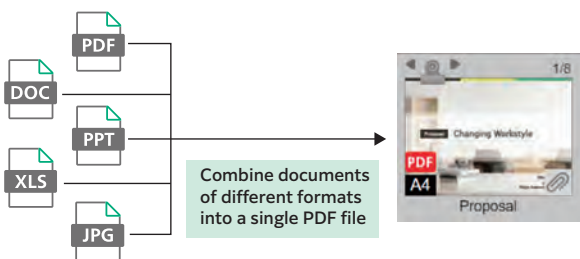 PDF
DOC
PPT
XLS
JPG
Combine documents
of different formats
into a single PDF file
1/8
Changing Workstyle
PDF
A4
Proposal